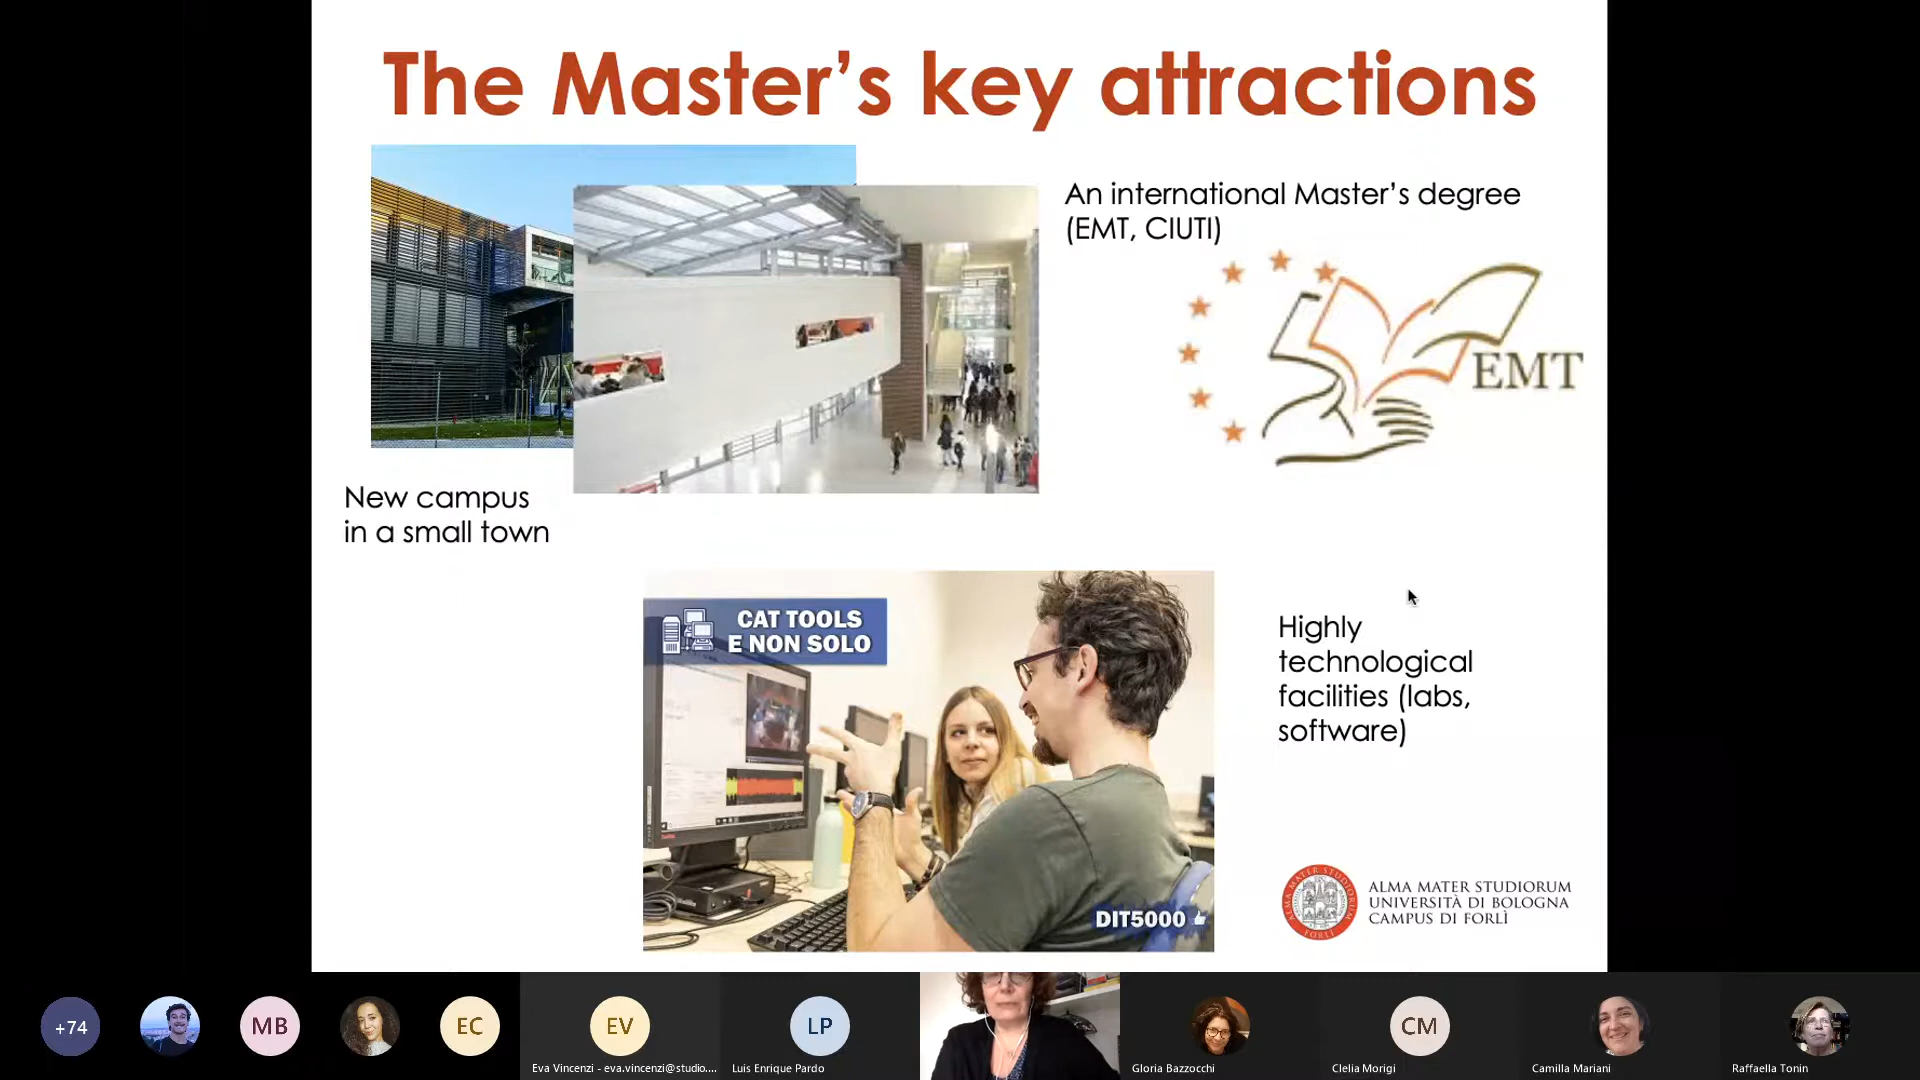 The Master’s key attractions
An international Master’s degree
(EMT, CIUTI)
EMT
New campus
in a small town
CAT TOOLS
E NON SOLO
Highly
technological
facilities (labs,
software)
DIT5000
ALMA MATER STUDIORUM
UNIVERSITÀ DI BOLOGNA
CAMPUS DI FORLÌ
+74
MB
EC
EV
LP
CM
Eva Vincenzi - eva.vincenzi@studio....
Luis Enrique Pardo
Gloria Bazzocchi
Clelia Morigi
Camilla Mariani
Raffaella Tonin